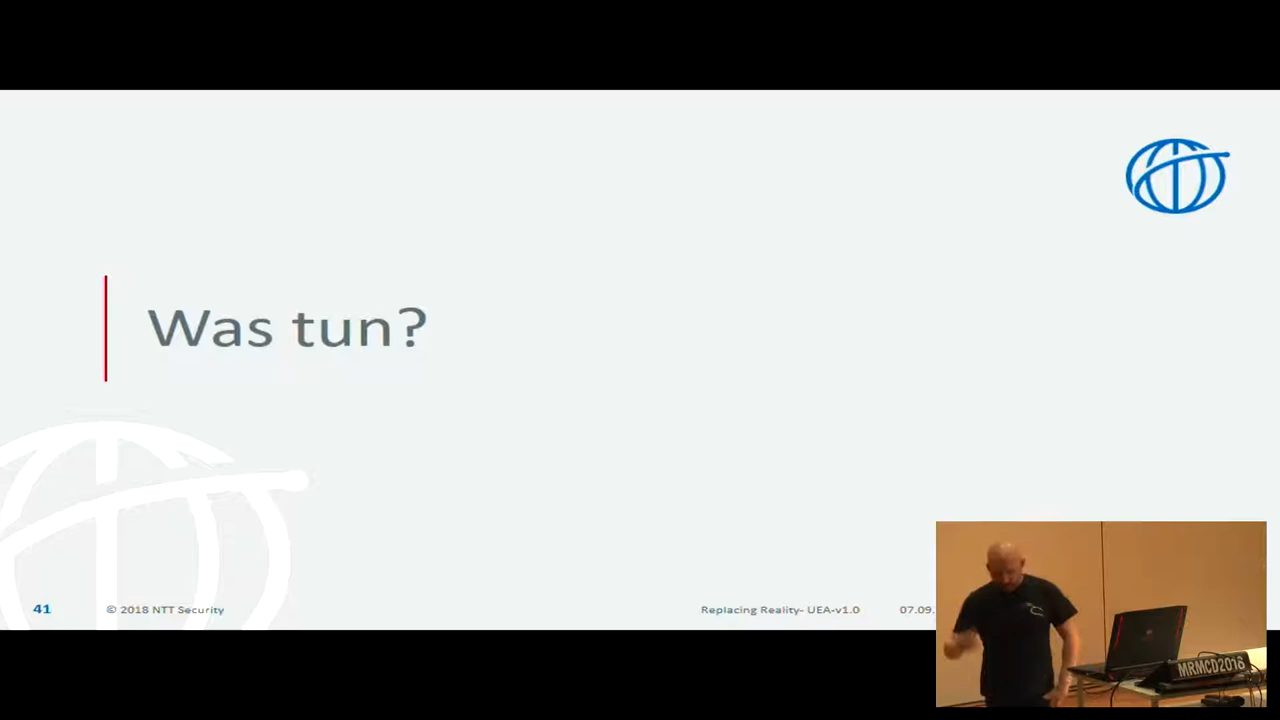 Was tun?
41
© 2018 NTT Security
Replacing Reality- UEA-v1.0
07.09.
MRMCD2018